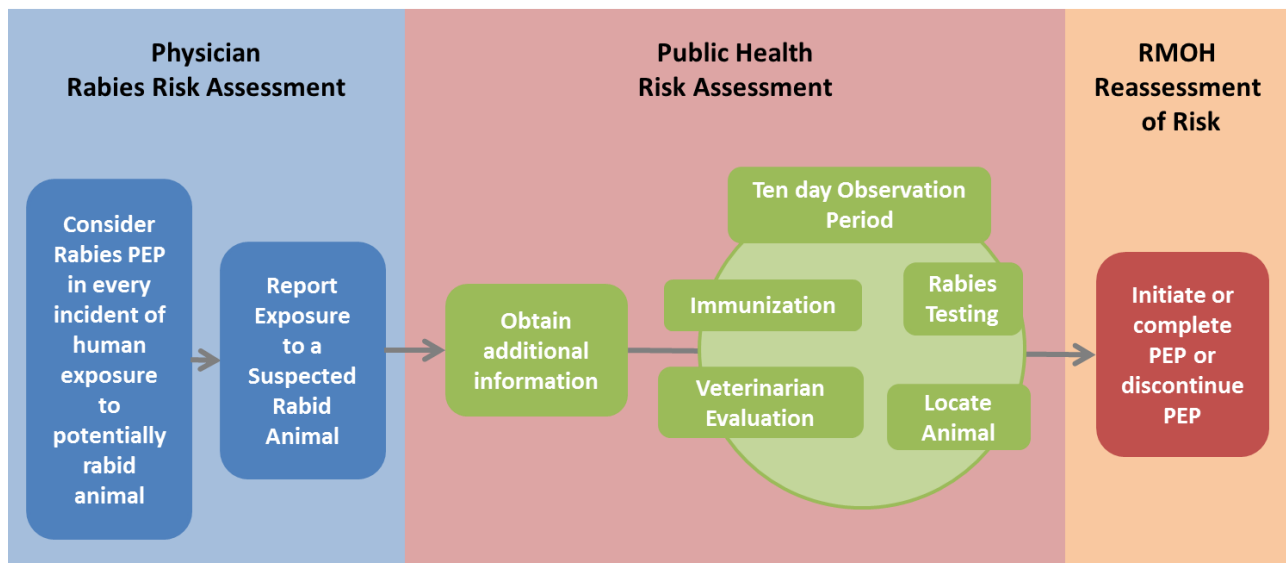 Physician
Rabies Risk Assessment
Consider
Rabies PEP
in every
incident of
human
exposure
to
potentially
rabid
animal
Report
Exposure
to a
Suspected
Rabid
Animal
Public Health
Risk Assessment
Obtain
additional
information
Ten day Observation
Period
Immunization
Rabies
Testing
Veterinarian
Evaluation
Locate
Animal
RMOH
Reassessment
of Risk
Initiate or
complete
PEP or
discontinue
PEP